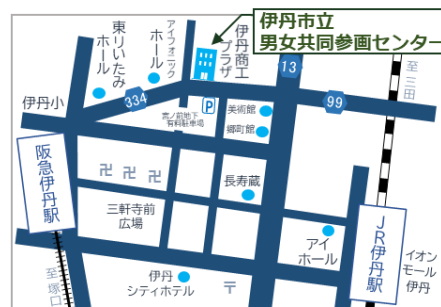 伊丹市立
男女共同参画センター
東リいたみ
ホール
アイフォニック
ホール
伊丹商工
プラザ
13
至三田
334
99
P
宮ノ前地下
有料駐車場
美術館
郷町館
伊丹小
阪急伊丹駅
卍 卍 卍
長寿蔵
三軒寺前
広場
アイ
ホール
JR伊丹駅
イオン
モール
伊丹
至塚口
伊丹
シティホテル
〒